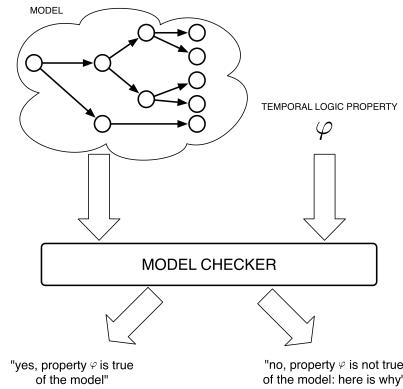 MODEL
TEMPORAL LOGIC PROPERTY
φ
MODEL CHECKER
"yes, property φ is true
of the model"
"no, property φ is not true
of the model: here is why'